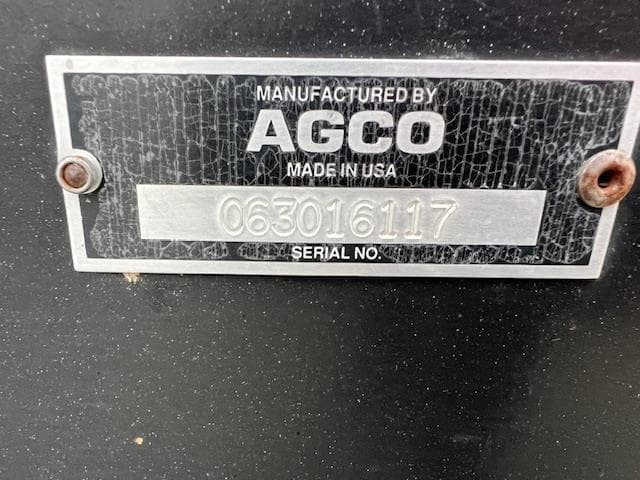 MANUFACTURED BY
AGCO
MADE IN USA
063016117
SERIAL NO.